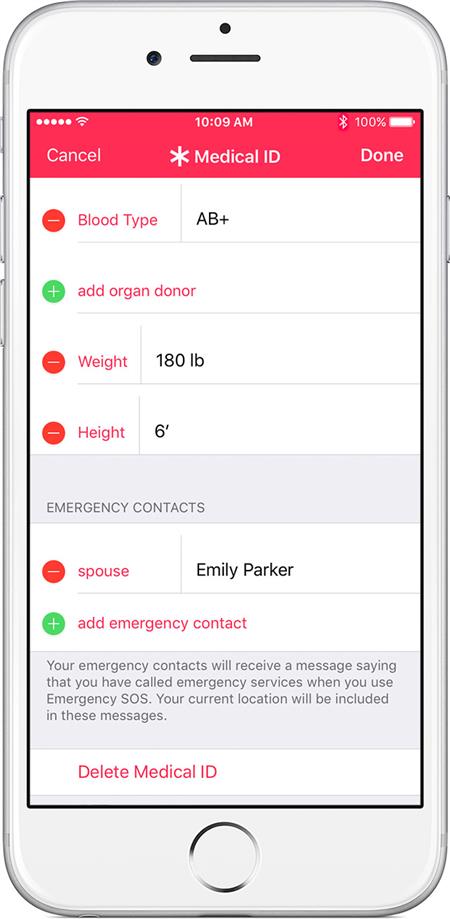 10:09 AM 100%
Cancel Medical ID Done
Blood Type AB+
add organ donor
Weight 180 lb
Height 6′
EMERGENCY CONTACTS
spouse Emily Parker
add emergency contact
Your emergency contacts will receive a message saying
that you have called emergency services when you use
Emergency SOS. Your current location will be included
in these messages.
Delete Medical ID